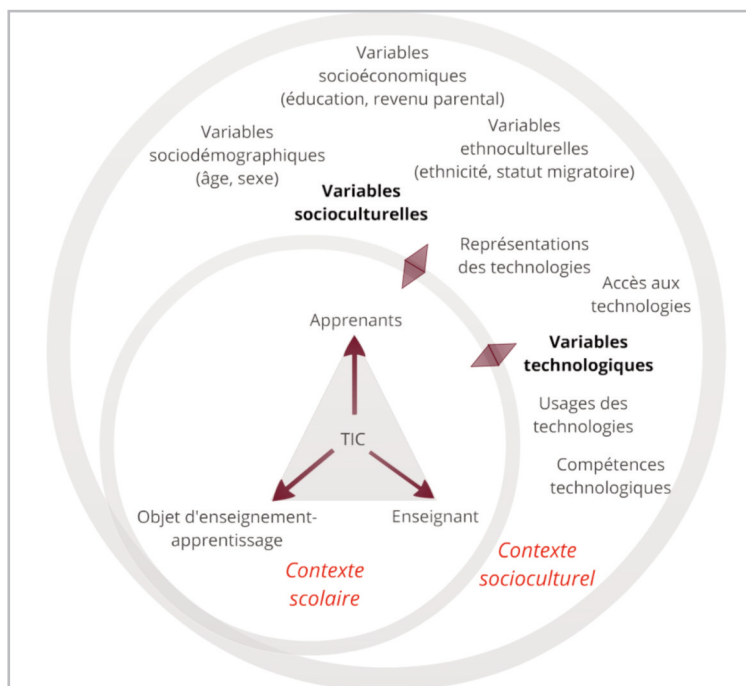 Variables
socioéconomiques
(éducation, revenu parental)
Variables
sociodémographiques
(âge, sexe)
Variables
ethnoculturelles
(ethnicité, statut migratoire)
Variables
socioculturelles
Représentations
des technologies
Accès aux
technologies
Apprenants
Variables
technologiques
Usages des
technologies
TIC
Compétences
technologiques
Objet d'enseignement-
apprentissage
Enseignant
Contexte
scolaire
Contexte
socioculturel